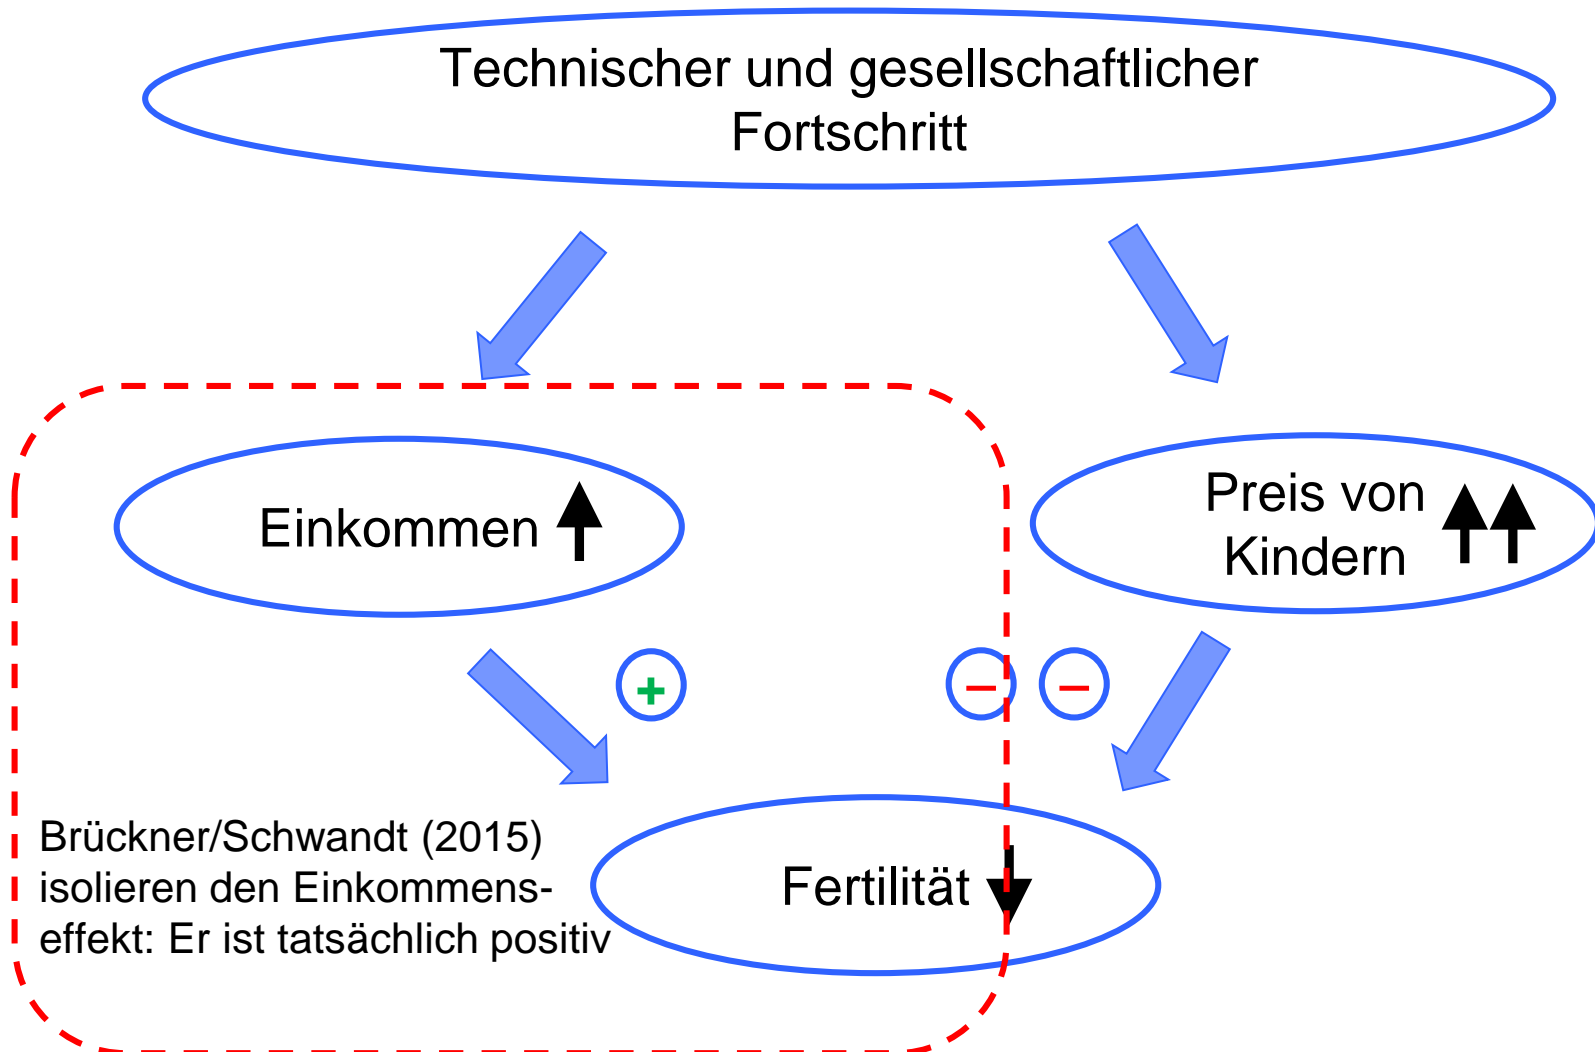 Technischer und gesellschaftlicher
Fortschritt
Einkommen
Preis von
Kindern
+
– –
Brückner/Schwandt (2015)
isolieren den Einkommens-
effekt: Er ist tatsächlich positiv
Fertilität